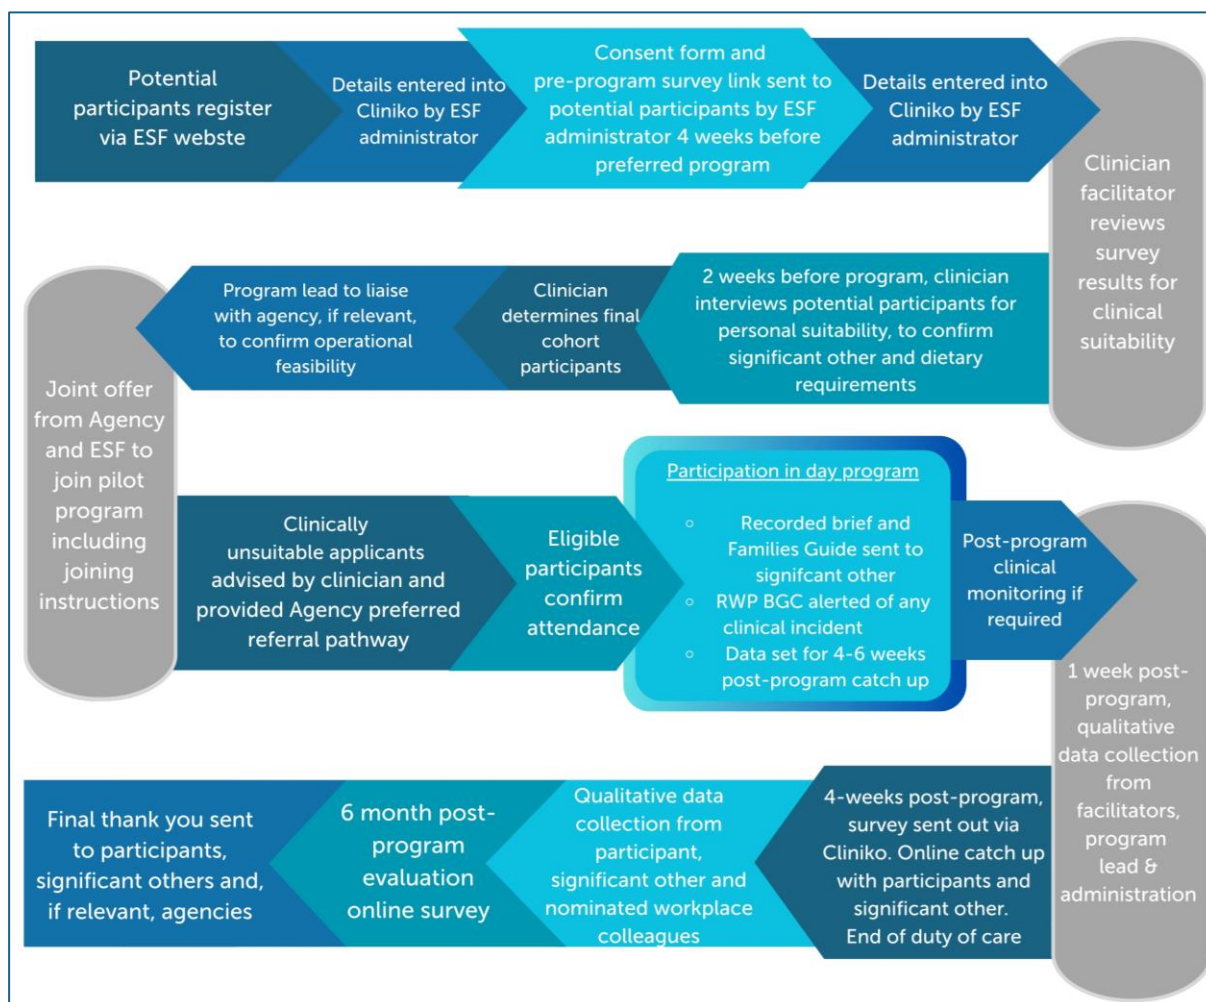 Potential
participants register
via ESF webste
Details entered into
Cliniko by ESF
administrator
Consent form and
pre-program survey link sent to
potential participants by ESF
administrator 4 weeks before
preferred program
Details entered into
Cliniko by ESF
administrator
Clinician
facilitator
reviews
survey
results for
clinical
suitability
2 weeks before program, clinician
interviews potential participants for
personal suitability, to confirm
significant other and dietary
requirements
Clinician
determines final
cohort
participants
Program lead to liaise
with agency, if relevant,
to confirm operational
feasibility
Joint offer
from Agency
and ESF to
join pilot
program
including
joining
instructions
Clinically
unsuitable applicants
advised by clinician and
provided Agency preferred
referral pathway
Eligible
participants
confirm
attendance
Participation in day program
○ Recorded brief and
Families Guide sent to
signifcant other
○ RWP BGC alerted of any
clinical incident
○ Data set for 4-6 weeks
post-program catch up
Post-program
clinical
monitoring if
required
1 week post-
program,
qualitative
data collection
from
facilitators,
program
lead &
administration
4-weeks post-program,
survey sent out via
Cliniko. Online catch up
with participants and
significant other.
End of duty of care
Qualitative data
collection from
participant,
significant other and
nominated workplace
colleagues
6 month post-
program
evaluation
online survey
Final thank you sent
to participants,
significant others and,
if relevant, agencies